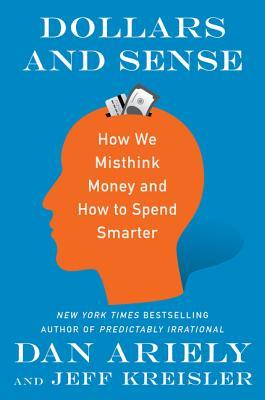 DOLLARS
AND SENSE
How We
Misthink
Money and
How to Spend
Smarter
NEW YORK TIMES BESTSELLING
AUTHOR OF PREDICTABLY IRRATIONAL
DAN ARIELY
AND JEFF KREISLER